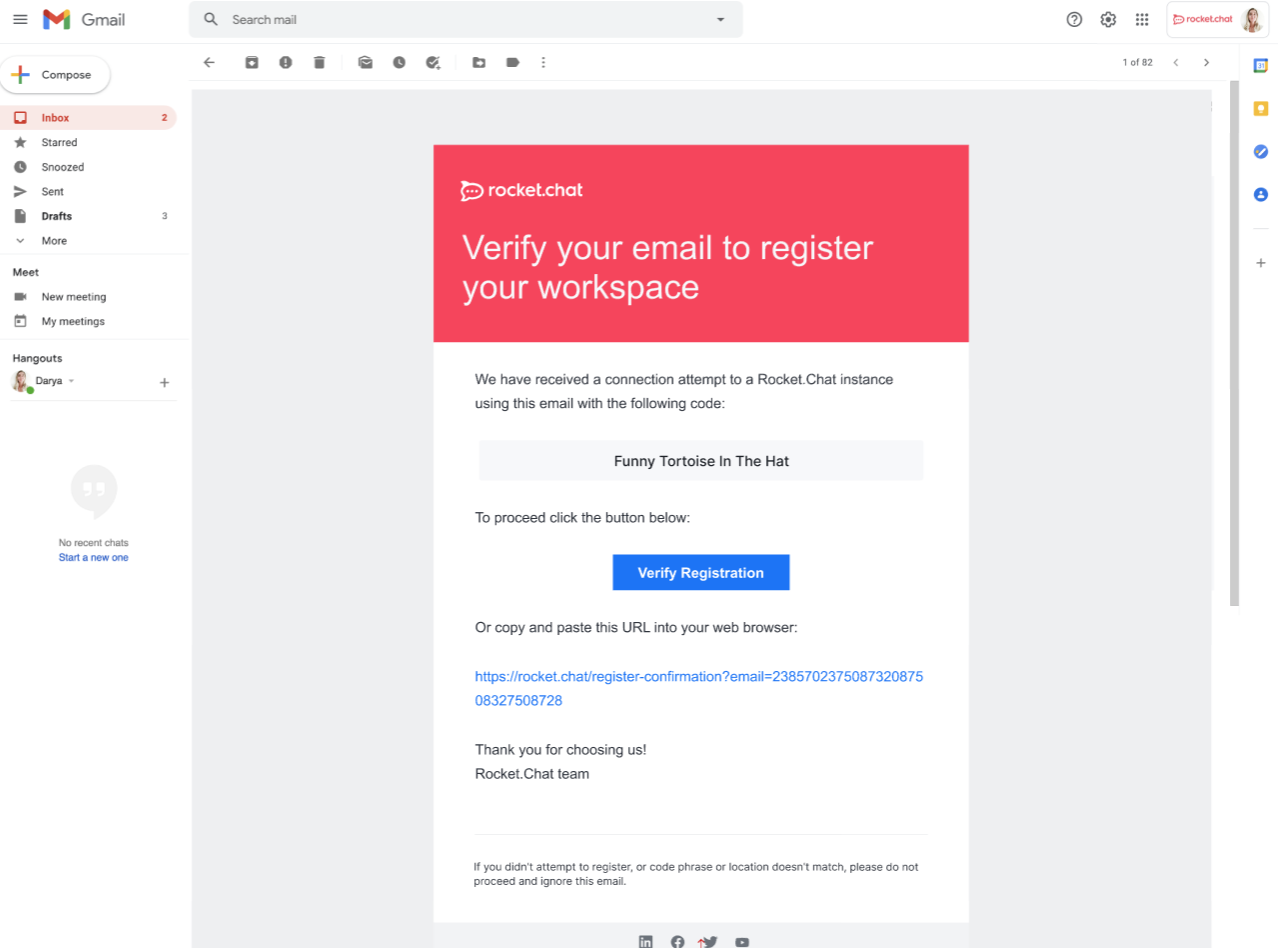 Gmail
Search mail
rocket.chat
Compose
1 of 82
31
Inbox 2
Starred
Snoozed
Sent
Drafts 3
More
Meet
New meeting
My meetings
Hangouts
Darya
No recent chats
Start a new one
rocket.chat
Verify your email to register
your workspace
We have received a connection attempt to a Rocket.Chat instance
using this email with the following code:
Funny Tortoise In The Hat
To proceed click the button below:
Verify Registration
Or copy and paste this URL into your web browser:
https://rocket.chat/register-confirmation?email=2385702375087320875
08327508728
Thank you for choosing us!
Rocket.Chat team
If you didn't attempt to register, or code phrase or location doesn't match, please do not
proceed and ignore this email.